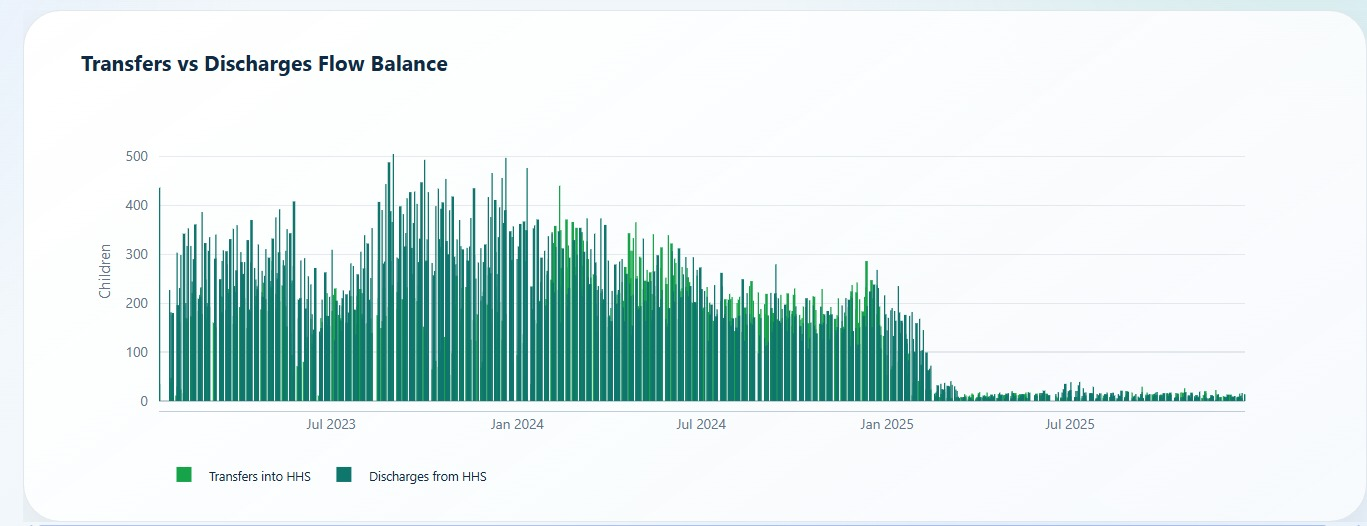 Transfers vs Discharges Flow Balance
500
400
300
200
100
0
Children
Jul 2023 Jan 2024 Jul 2024 Jan 2025 Jul 2025
Transfers into HHS Discharges from HHS